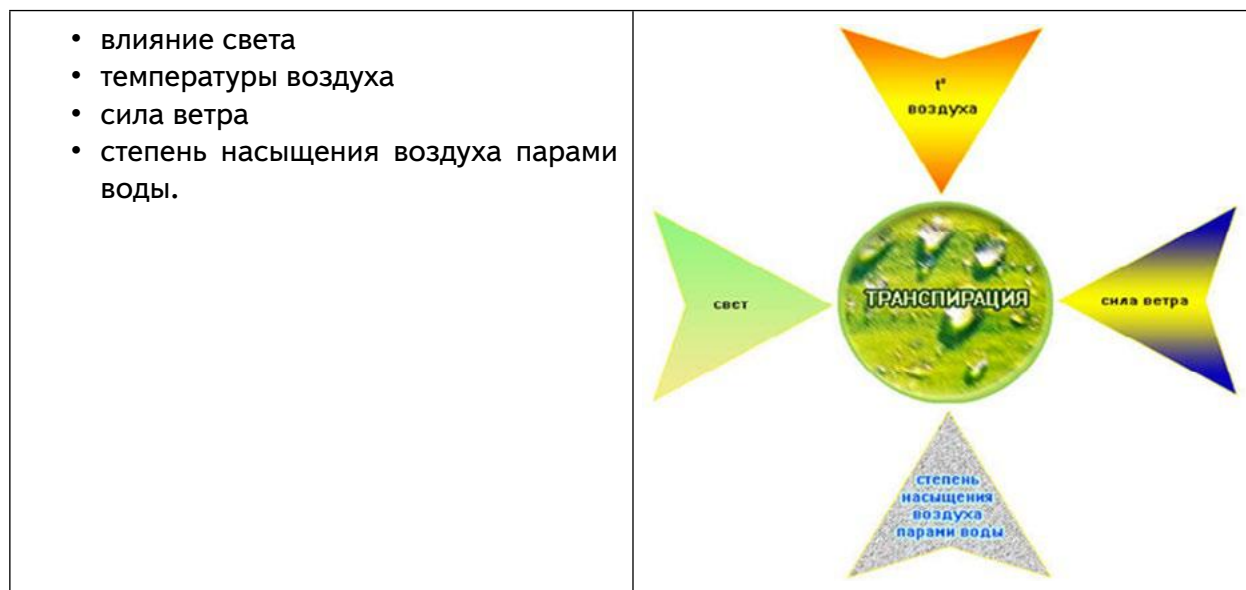 • влияние света
• температуры воздуха
• сила ветра
• степень насыщения воздуха парами
воды.
t°
воздуха
свет
ТРАНСПИРАЦИЯ
сила ветра
степень
насыщения
воздуха
парами воды